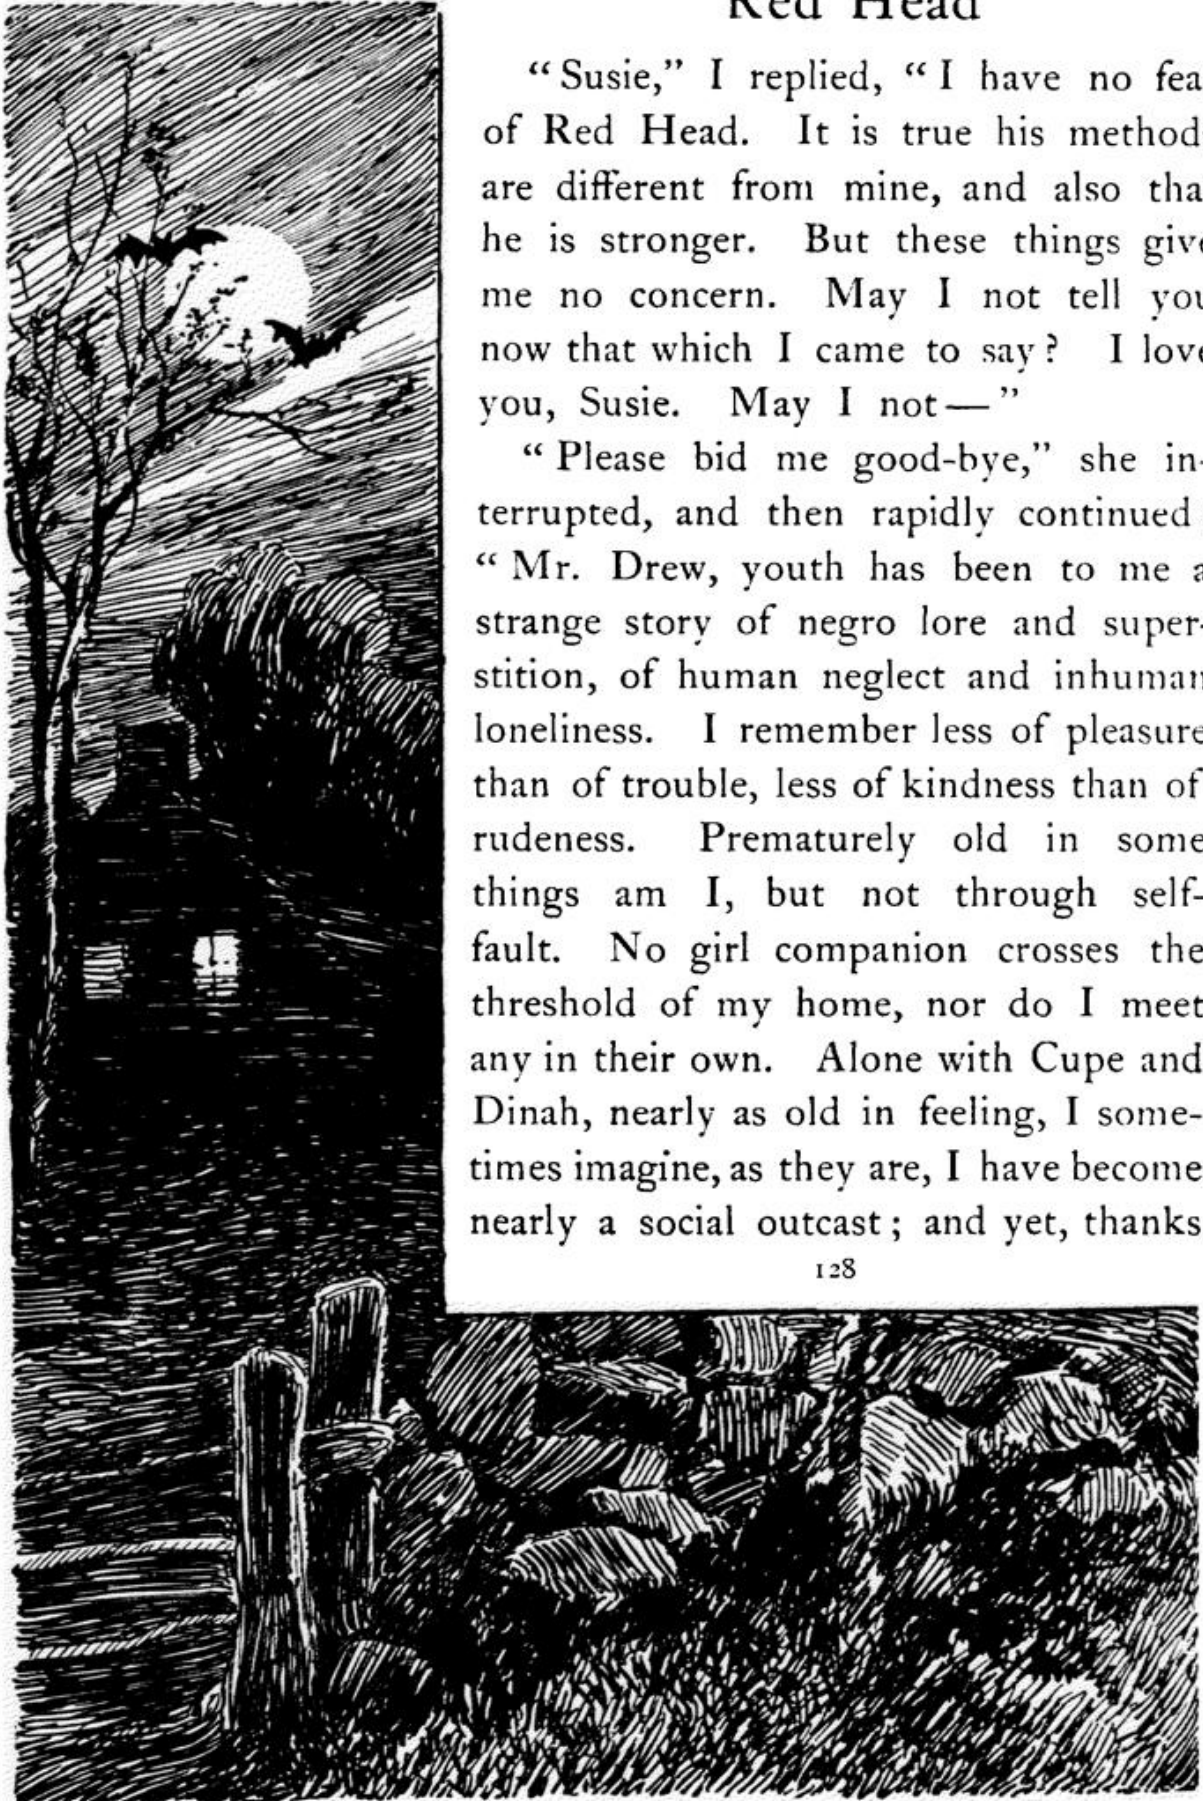 Red Head
“Susie,” I replied, “I have no fea
of Red Head. It is true his method
are different from mine, and also tha
he is stronger. But these things give
me no concern. May I not tell you
now that which I came to say? I love
you, Susie. May I not—”
“Please bid me good-bye,” she in-
terrupted, and then rapidly continued
“Mr. Drew, youth has been to me a
strange story of negro lore and super-
stition, of human neglect and inhuman
loneliness. I remember less of pleasure
than of trouble, less of kindness than of
rudeness. Prematurely old in some
things am I, but not through self-
fault. No girl companion crosses the
threshold of my home, nor do I meet
any in their own. Alone with Cupe and
Dinah, nearly as old in feeling, I some-
times imagine, as they are, I have become
nearly a social outcast; and yet, thanks
128